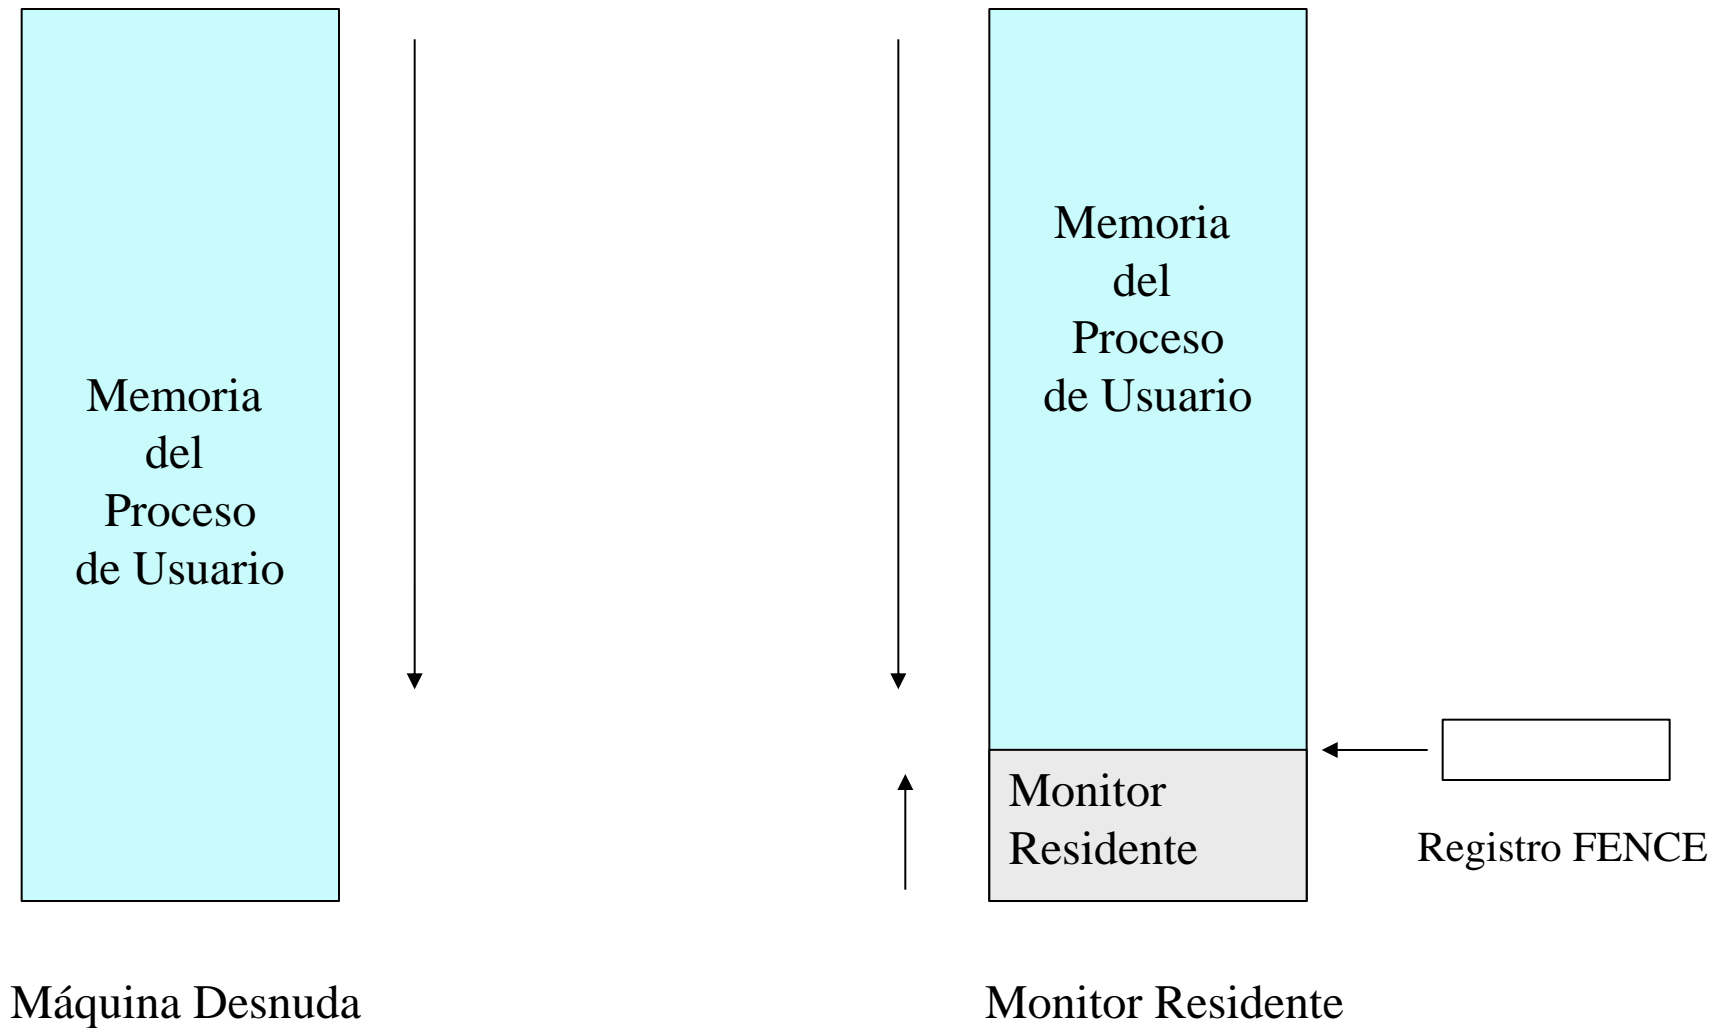 Memoria
del
Proceso
de Usuario
Máquina Desnuda
Memoria
del
Proceso
de Usuario
Monitor
Residente
Registro FENCE
Monitor Residente